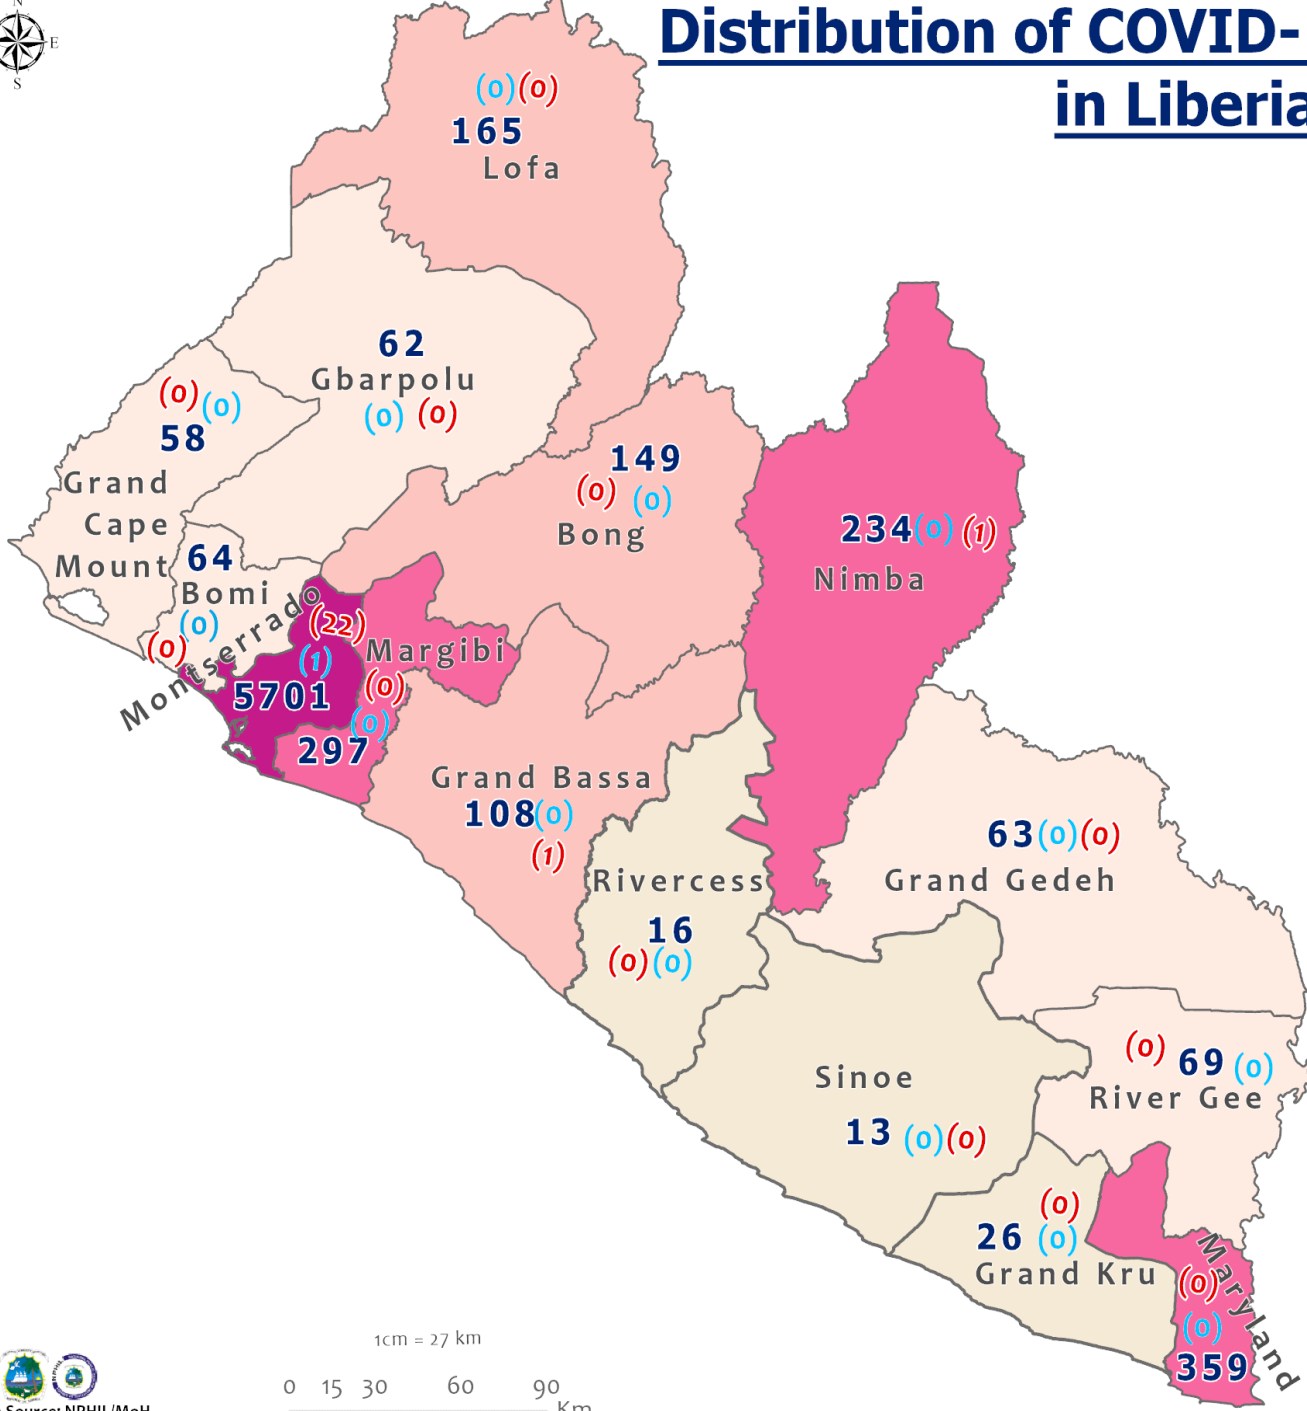 N
E
S
Distribution of COVID-
in Liberia
(0)(0)
165
Lofa
62
Gbarpolu
(0) (0)
(0)(0)
58
Grand
Cape
Mount
149
(0) (0)
Bong
234(0) (1)
Nimba
64
Bomi
(0)
(0)
Montserrado
(22)
(1)
5701
Margibi
(0)
(0)
297
Grand Bassa
108(0)
(1)
Rivercess
16
(0)(0)
63(0)(0)
Grand Gedeh
Sinoe
13 (0)(0)
(0) 69 (0)
River Gee
(0)
26 (0)
Grand Kru
Maryland
(0)
(0)
359
1cm = 27 km
0 15 30 60 90
Km
Source: NPHIL/MoH